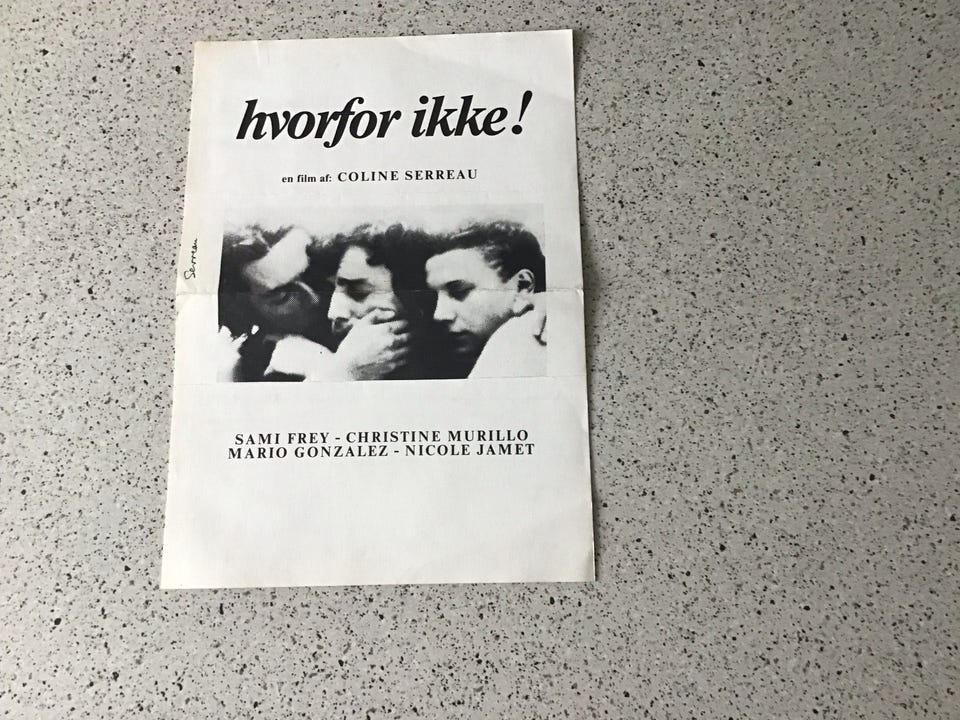 hvorfor ikke!
en film af: COLINE SERREAU
Serreau
SAMI FREY - CHRISTINE MURILLO
MARIO GONZALEZ - NICOLE JAMET